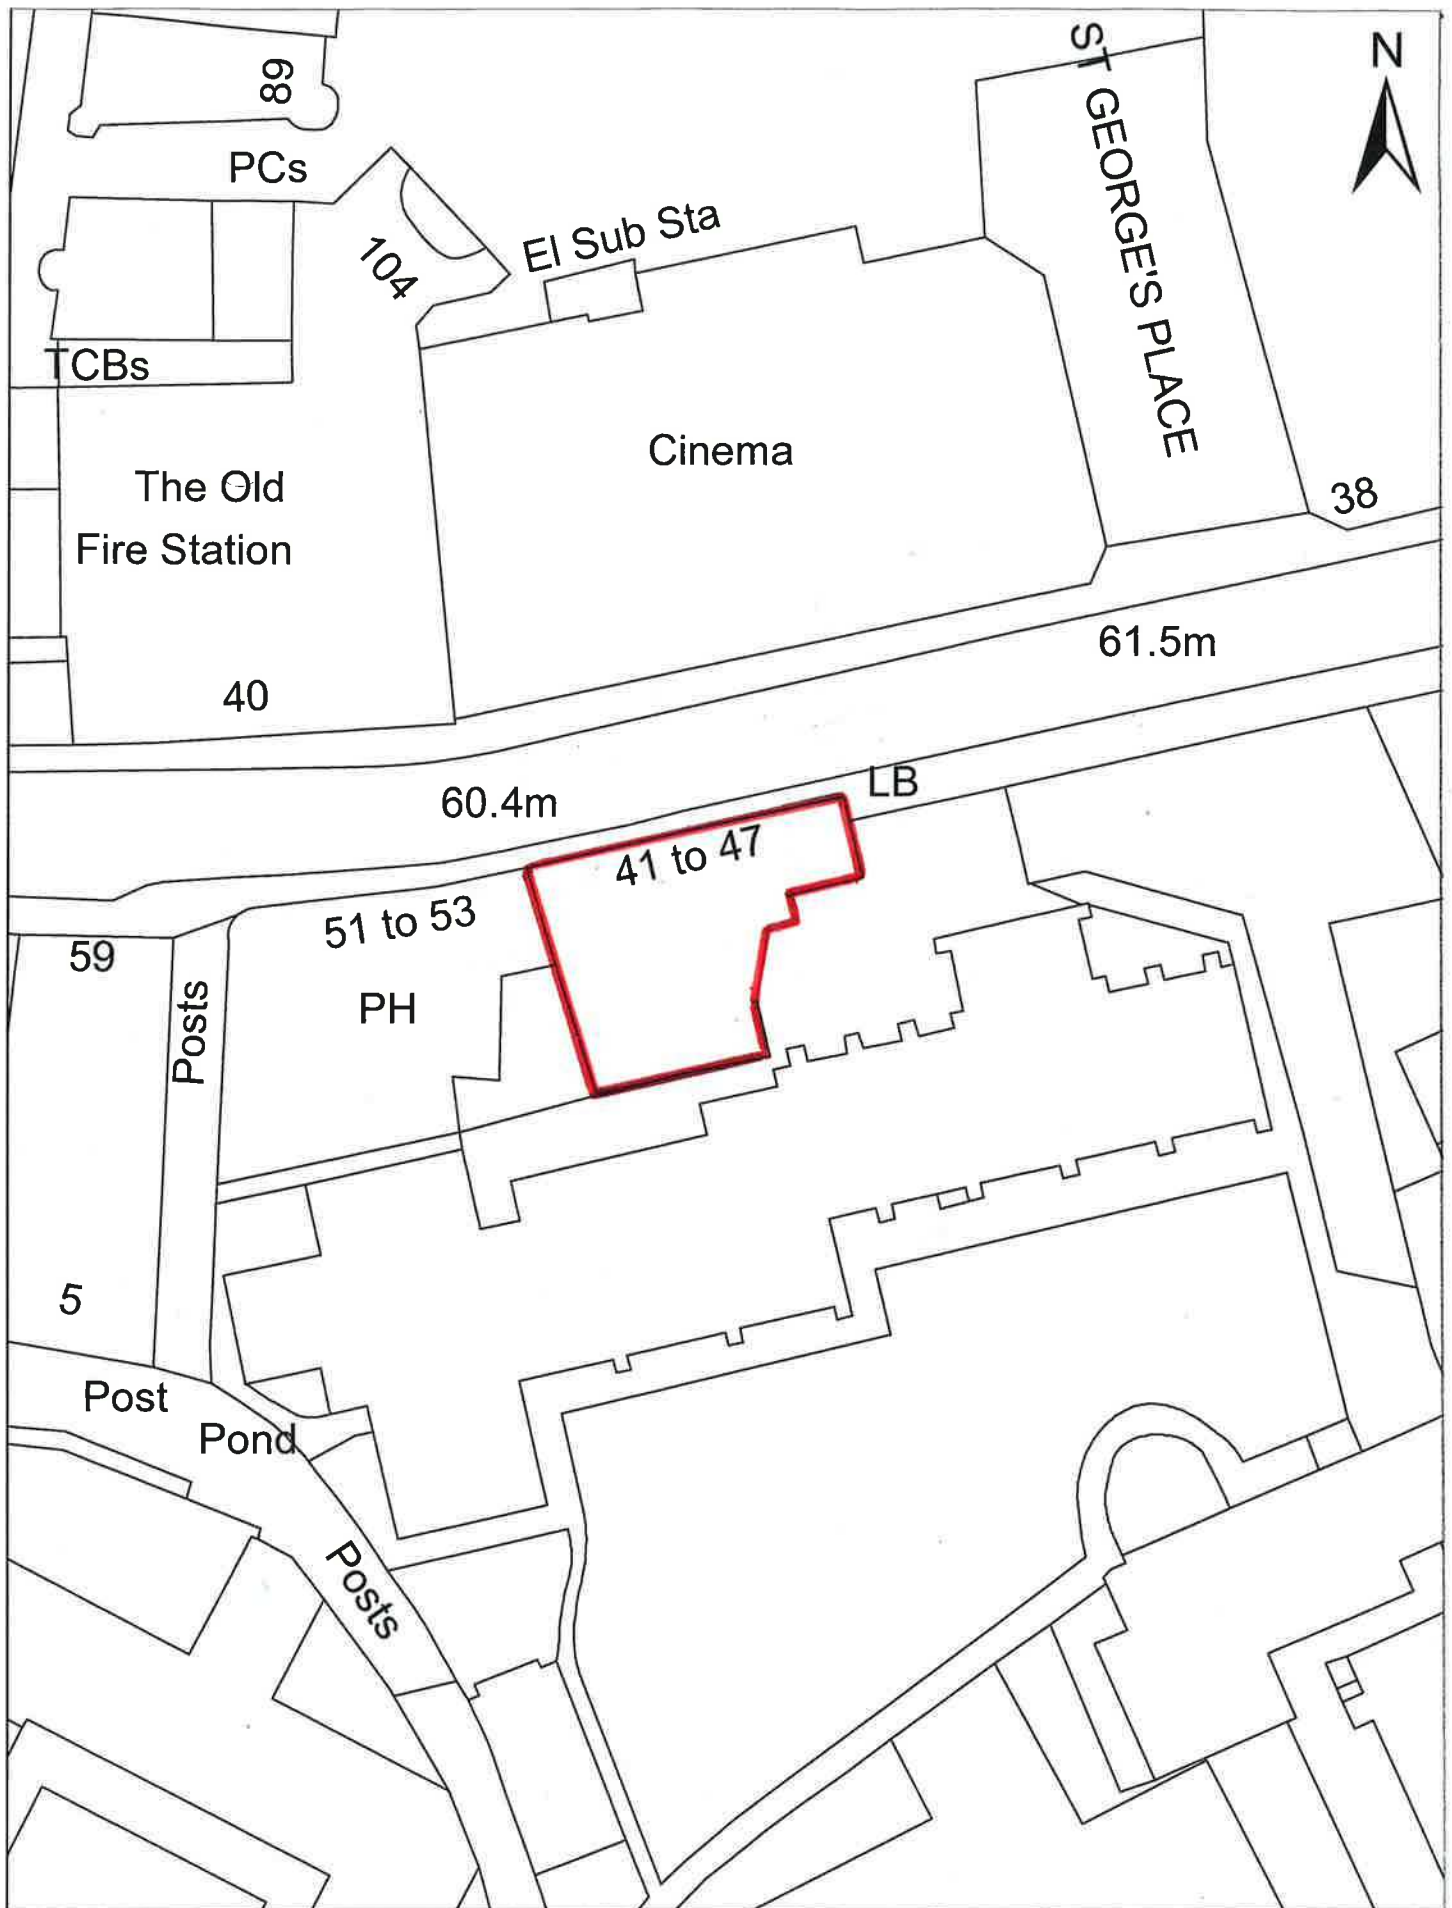 ST GEORGE'S PLACE
N
89
PCs
104
El Sub Sta
TCBs
Cinema
The Old
Fire Station
38
40
61.5m
60.4m
LB
41 to 47
51 to 53
59
PH
Posts
5
Post
Pond
Posts